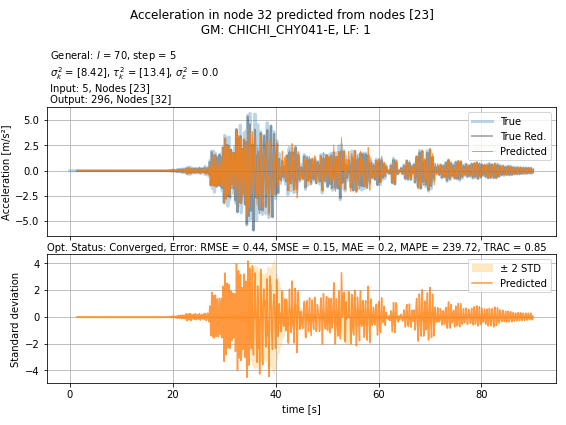 Acceleration in node 32 predicted from nodes [23]
GM: CHICHI_CHY041-E, LF: 1
General: l = 70, step = 5
σ²ₖ = [8.42], τ²ₖ = [13.4], σ²ε = 0.0
Input: 5, Nodes [23]
Output: 296, Nodes [32]
Acceleration [m/s²]
5.0
2.5
0.0
−2.5
−5.0
True
True Red.
Predicted
Opt. Status: Converged, Error: RMSE = 0.44, SMSE = 0.15, MAE = 0.2, MAPE = 239.72, TRAC = 0.85
Standard deviation
4
2
0
−2
−4
± 2 STD
Predicted
0 20 40 60 80
time [s]